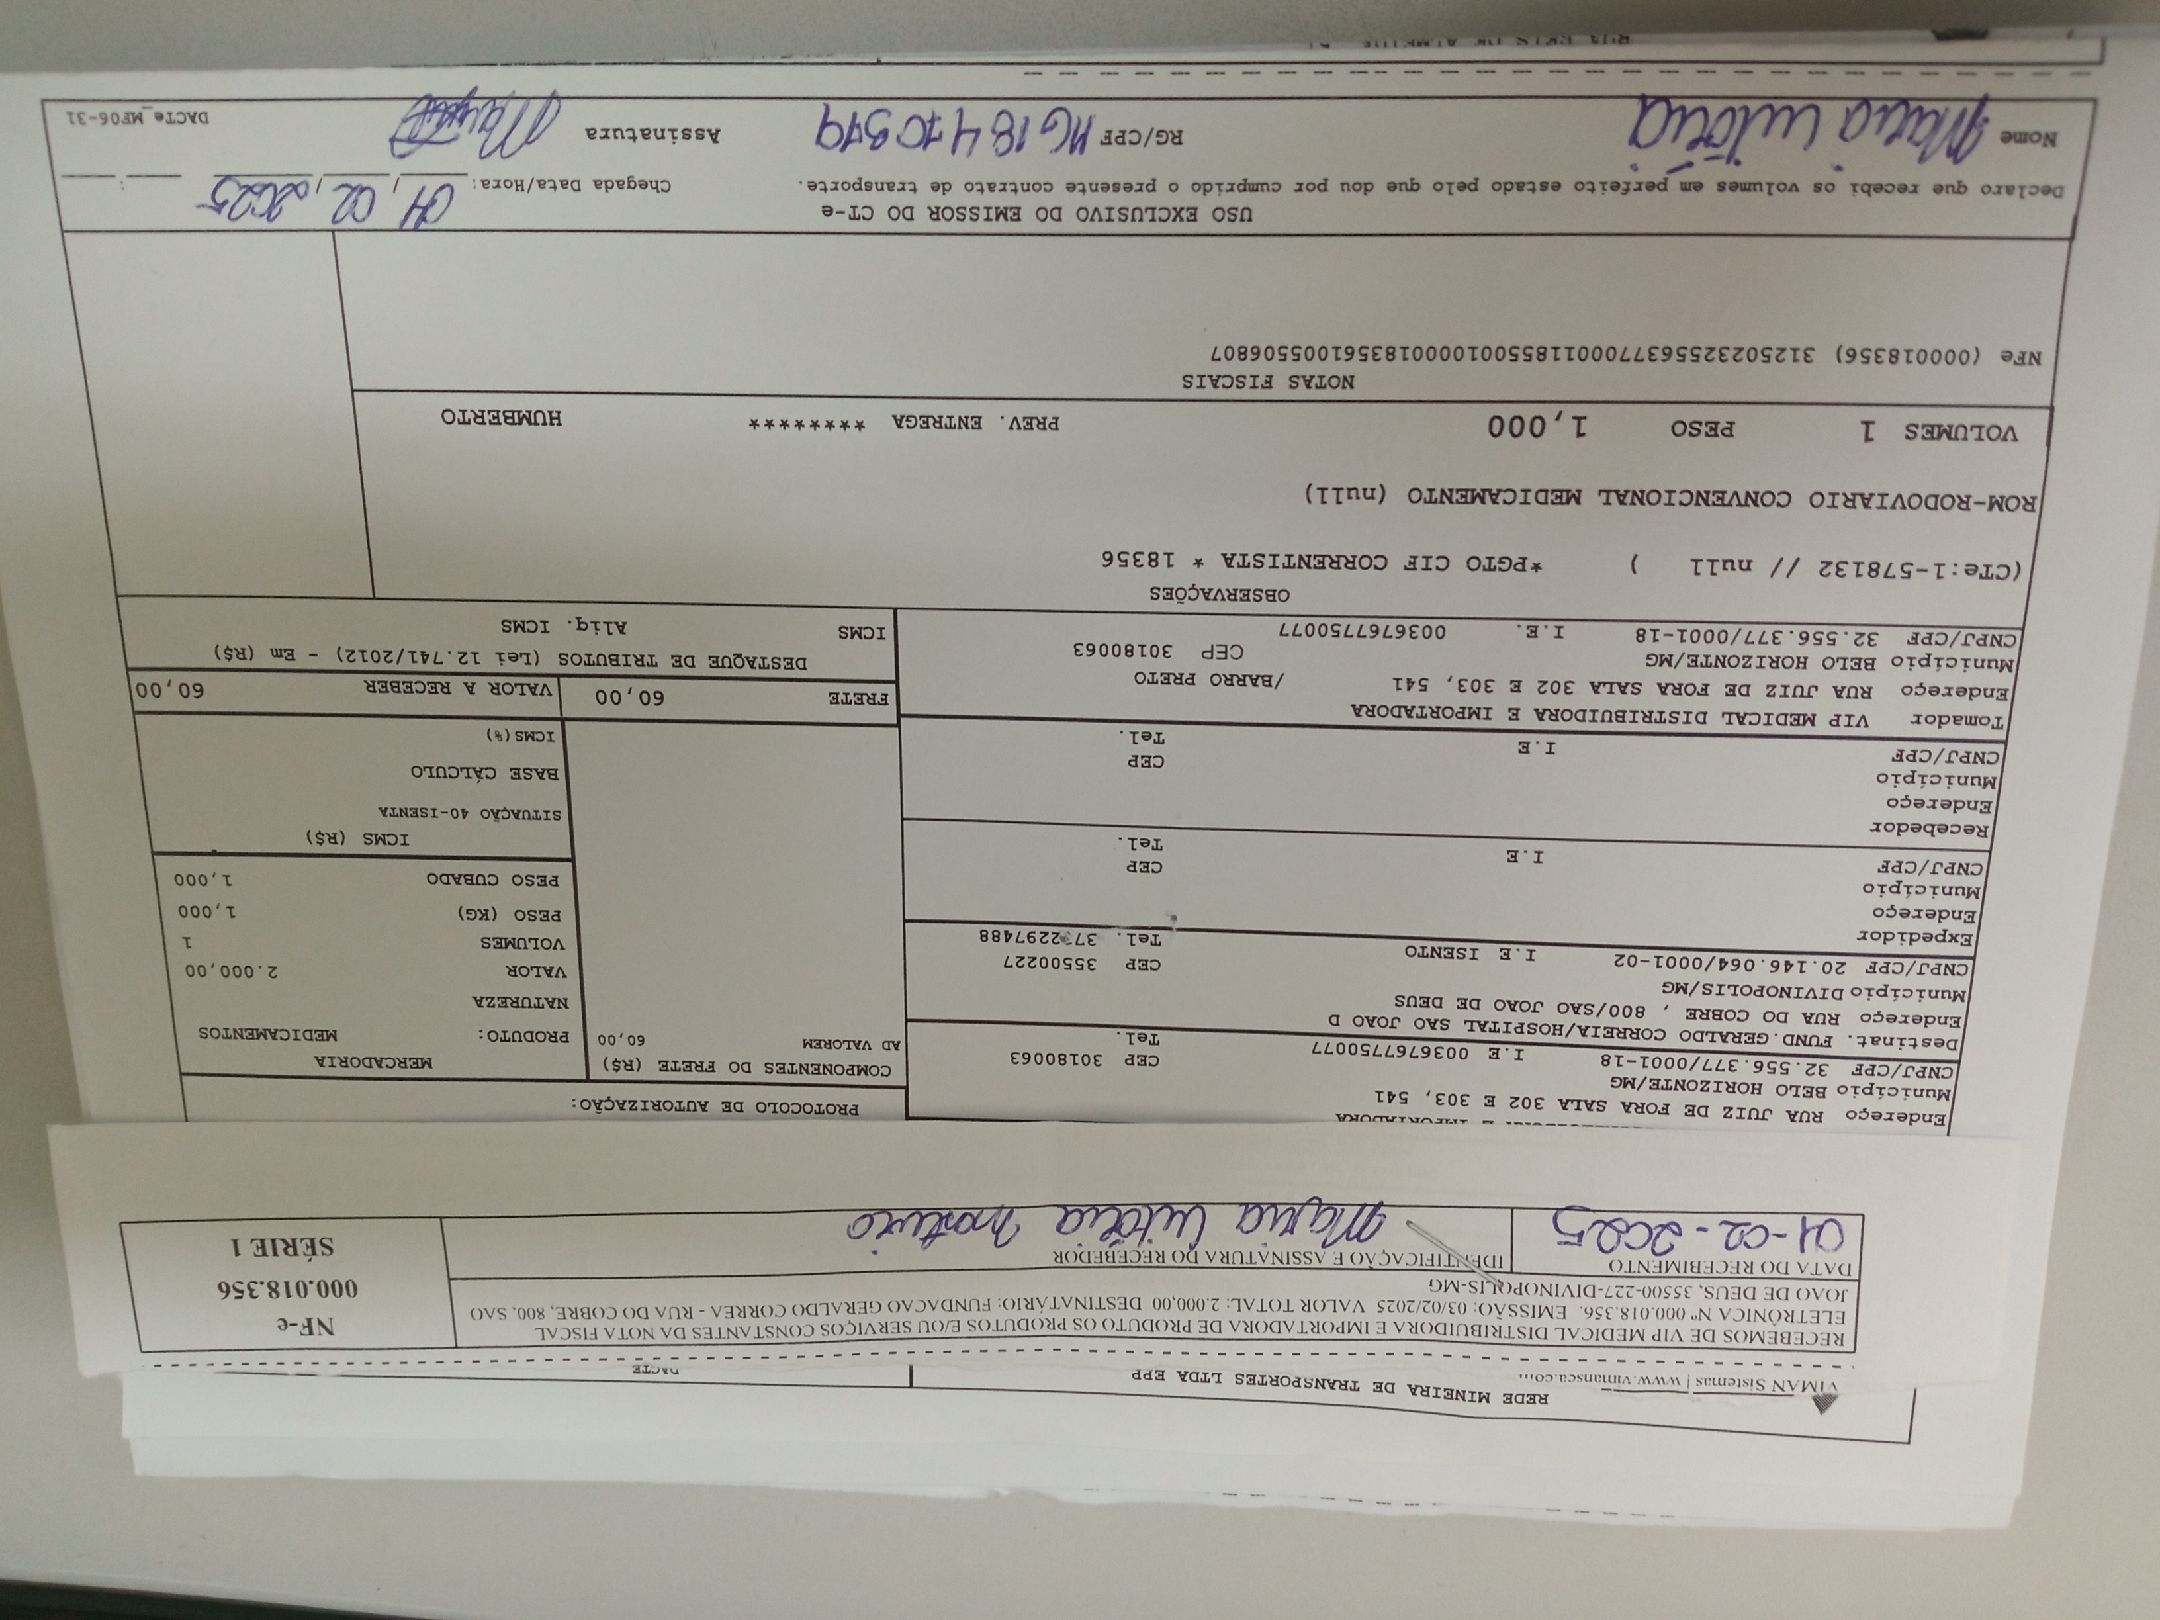 REDE MINEIRA DE TRANSPORTES LTDA EPP
VIMAN Sistemas | www.vimansca.com...
RECEBEMOS DE VIP MEDICAL DISTRIBUIDORA E IMPORTADORA DE PRODUTO OS PRODUTOS E/OU SERVIÇOS CONSTANTES DA NOTA FISCAL
ELETRÔNICA Nº 000.018.356. EMISSÃO: 03/02/2025 VALOR TOTAL: 2.000,00 DESTINATÁRIO: FUNDACAO GERALDO CORREA - RUA DO COBRE, 800, SAO
JOAO DE DEUS, 35500-227-DIVINOPOLIS-MG
NF-e
000.018.356
SÉRIE 1
DATA DO RECEBIMENTO
04-02-2025
IDENTIFICAÇÃO E ASSINATURA DO RECEBEDOR
Maria Vitória
Endereço RUA JUIZ DE FORA SALA 302 E 303, 541
Município BELO HORIZONTE/MG CEP 30180063
CNPJ/CPF 32.556.377/0001-18 I.E 0036767750077 Tel.
Destinat. FUND.GERALDO CORREIA/HOSPITAL SAO JOAO D
Endereço RUA DO COBRE , 800/SAO JOAO DE DEUS
Município DIVINOPOLIS/MG CEP 35500227
CNPJ/CPF 20.146.064/0001-02 I.E ISENTO Tel.
Expedidor
Endereço
Município CEP
CNPJ/CPF I.E Tel.
Recebedor
Endereço
Município CEP
CNPJ/CPF I.E Tel.
Tomador VIP MEDICAL DISTRIBUIDORA E IMPORTADORA
Endereço RUA JUIZ DE FORA SALA 302 E 303, 541 /BARRO PRETO
Município BELO HORIZONTE/MG CEP 30180063
CNPJ/CPF 32.556.377/0001-18 I.E. 0036767750077
PROTOCOLO DE AUTORIZAÇÃO:
COMPONENTES DO FRETE (R$)
AD VALOREM 60,00
MERCADORIA
PRODUTO: MEDICAMENTOS
NATUREZA
VALOR 2.000,00
VOLUMES 1
PESO (KG) 1,000
PESO CUBADO 1,000
ICMS (R$)
SITUAÇÃO 40-ISENTA
BASE CÁLCULO
ICMS(%)
FRETE 60,00 VALOR A RECEBER 60,00
DESTAQUE DE TRIBUTOS (Lei 12.741/2012) - Em (R$)
ICMS Aliq. ICMS
OBSERVAÇÕES
(CTe:1-578132 // null ) *PGTO CIF CORRENTISTA * 18356
ROM-RODOVIARIO CONVENCIONAL MEDICAMENTO (null)
VOLUMES 1 PESO 1,000 PREV. ENTREGA ******** HUMBERTO
NOTAS FISCAIS
NFe (000018356) 31250232556377000118550010000183561005506807
USO EXCLUSIVO DO EMISSOR DO CT-e
Declaro que recebi os volumes em perfeito estado pelo que dou por cumprido o presente contrato de transporte. Chegada Data/Hora: 04, 02, 2025 :
Nome Maria Vitória RG/CPF Assinatura
DACTe_MF06-31